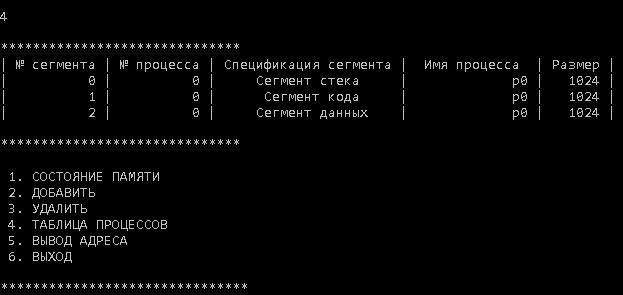 4
******************************
| № сегмента | № процесса | Спецификация сегмента | Имя процесса | Размер |
| 0 | 0 | Сегмент стека | p0 | 1024 |
| 1 | 0 | Сегмент кода | p0 | 1024 |
| 2 | 0 | Сегмент данных | p0 | 1024 |
******************************
1. СОСТОЯНИЕ ПАМЯТИ
2. ДОБАВИТЬ
3. УДАЛИТЬ
4. ТАБЛИЦА ПРОЦЕССОВ
5. ВЫВОД АДРЕСА
6. ВЫХОД
*******************************